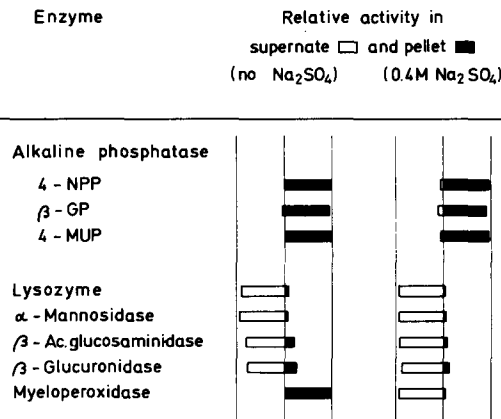 Enzyme Relative activity in
supernate and pellet
(no Na₂SO₄) (0.4M Na₂SO₄)
Alkaline phosphatase
4-NPP
β-GP
4-MUP
Lysozyme
α-Mannosidase
β-Ac.glucosaminidase
β-Glucuronidase
Myeloperoxidase